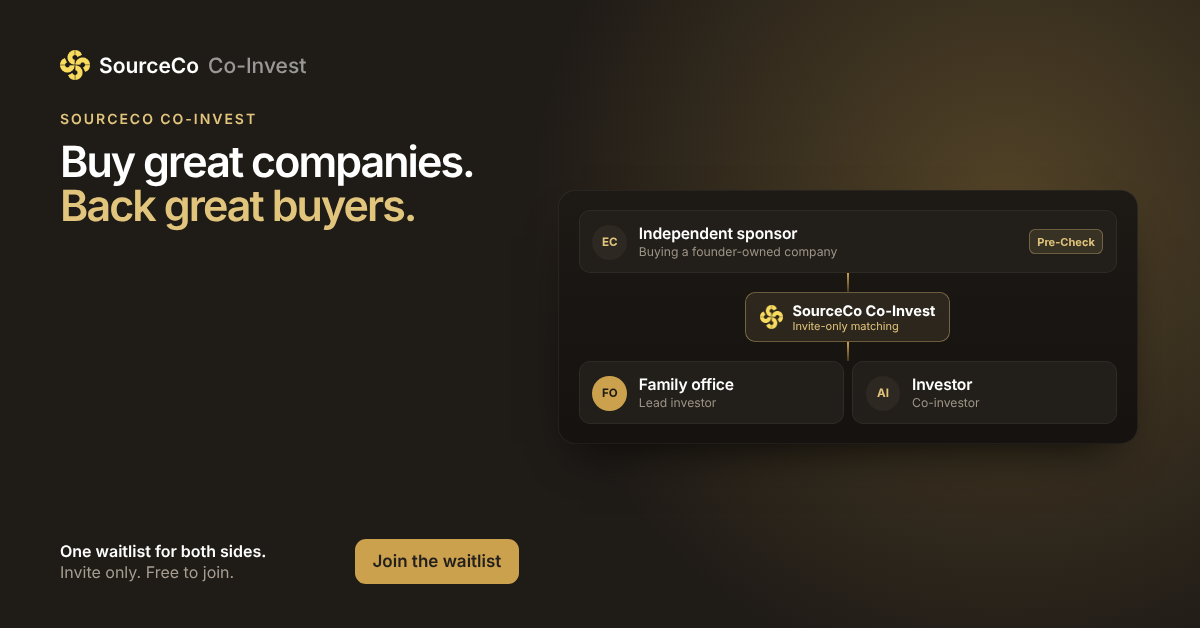 SourceCo Co-Invest
SOURCECO CO-INVEST
Buy great companies.
Back great buyers.
EC
Independent sponsor
Buying a founder-owned company
Pre-Check
SourceCo Co-Invest
Invite-only matching
FO
Family office
Lead investor
AI
Investor
Co-investor
One waitlist for both sides.
Invite only. Free to join.
Join the waitlist